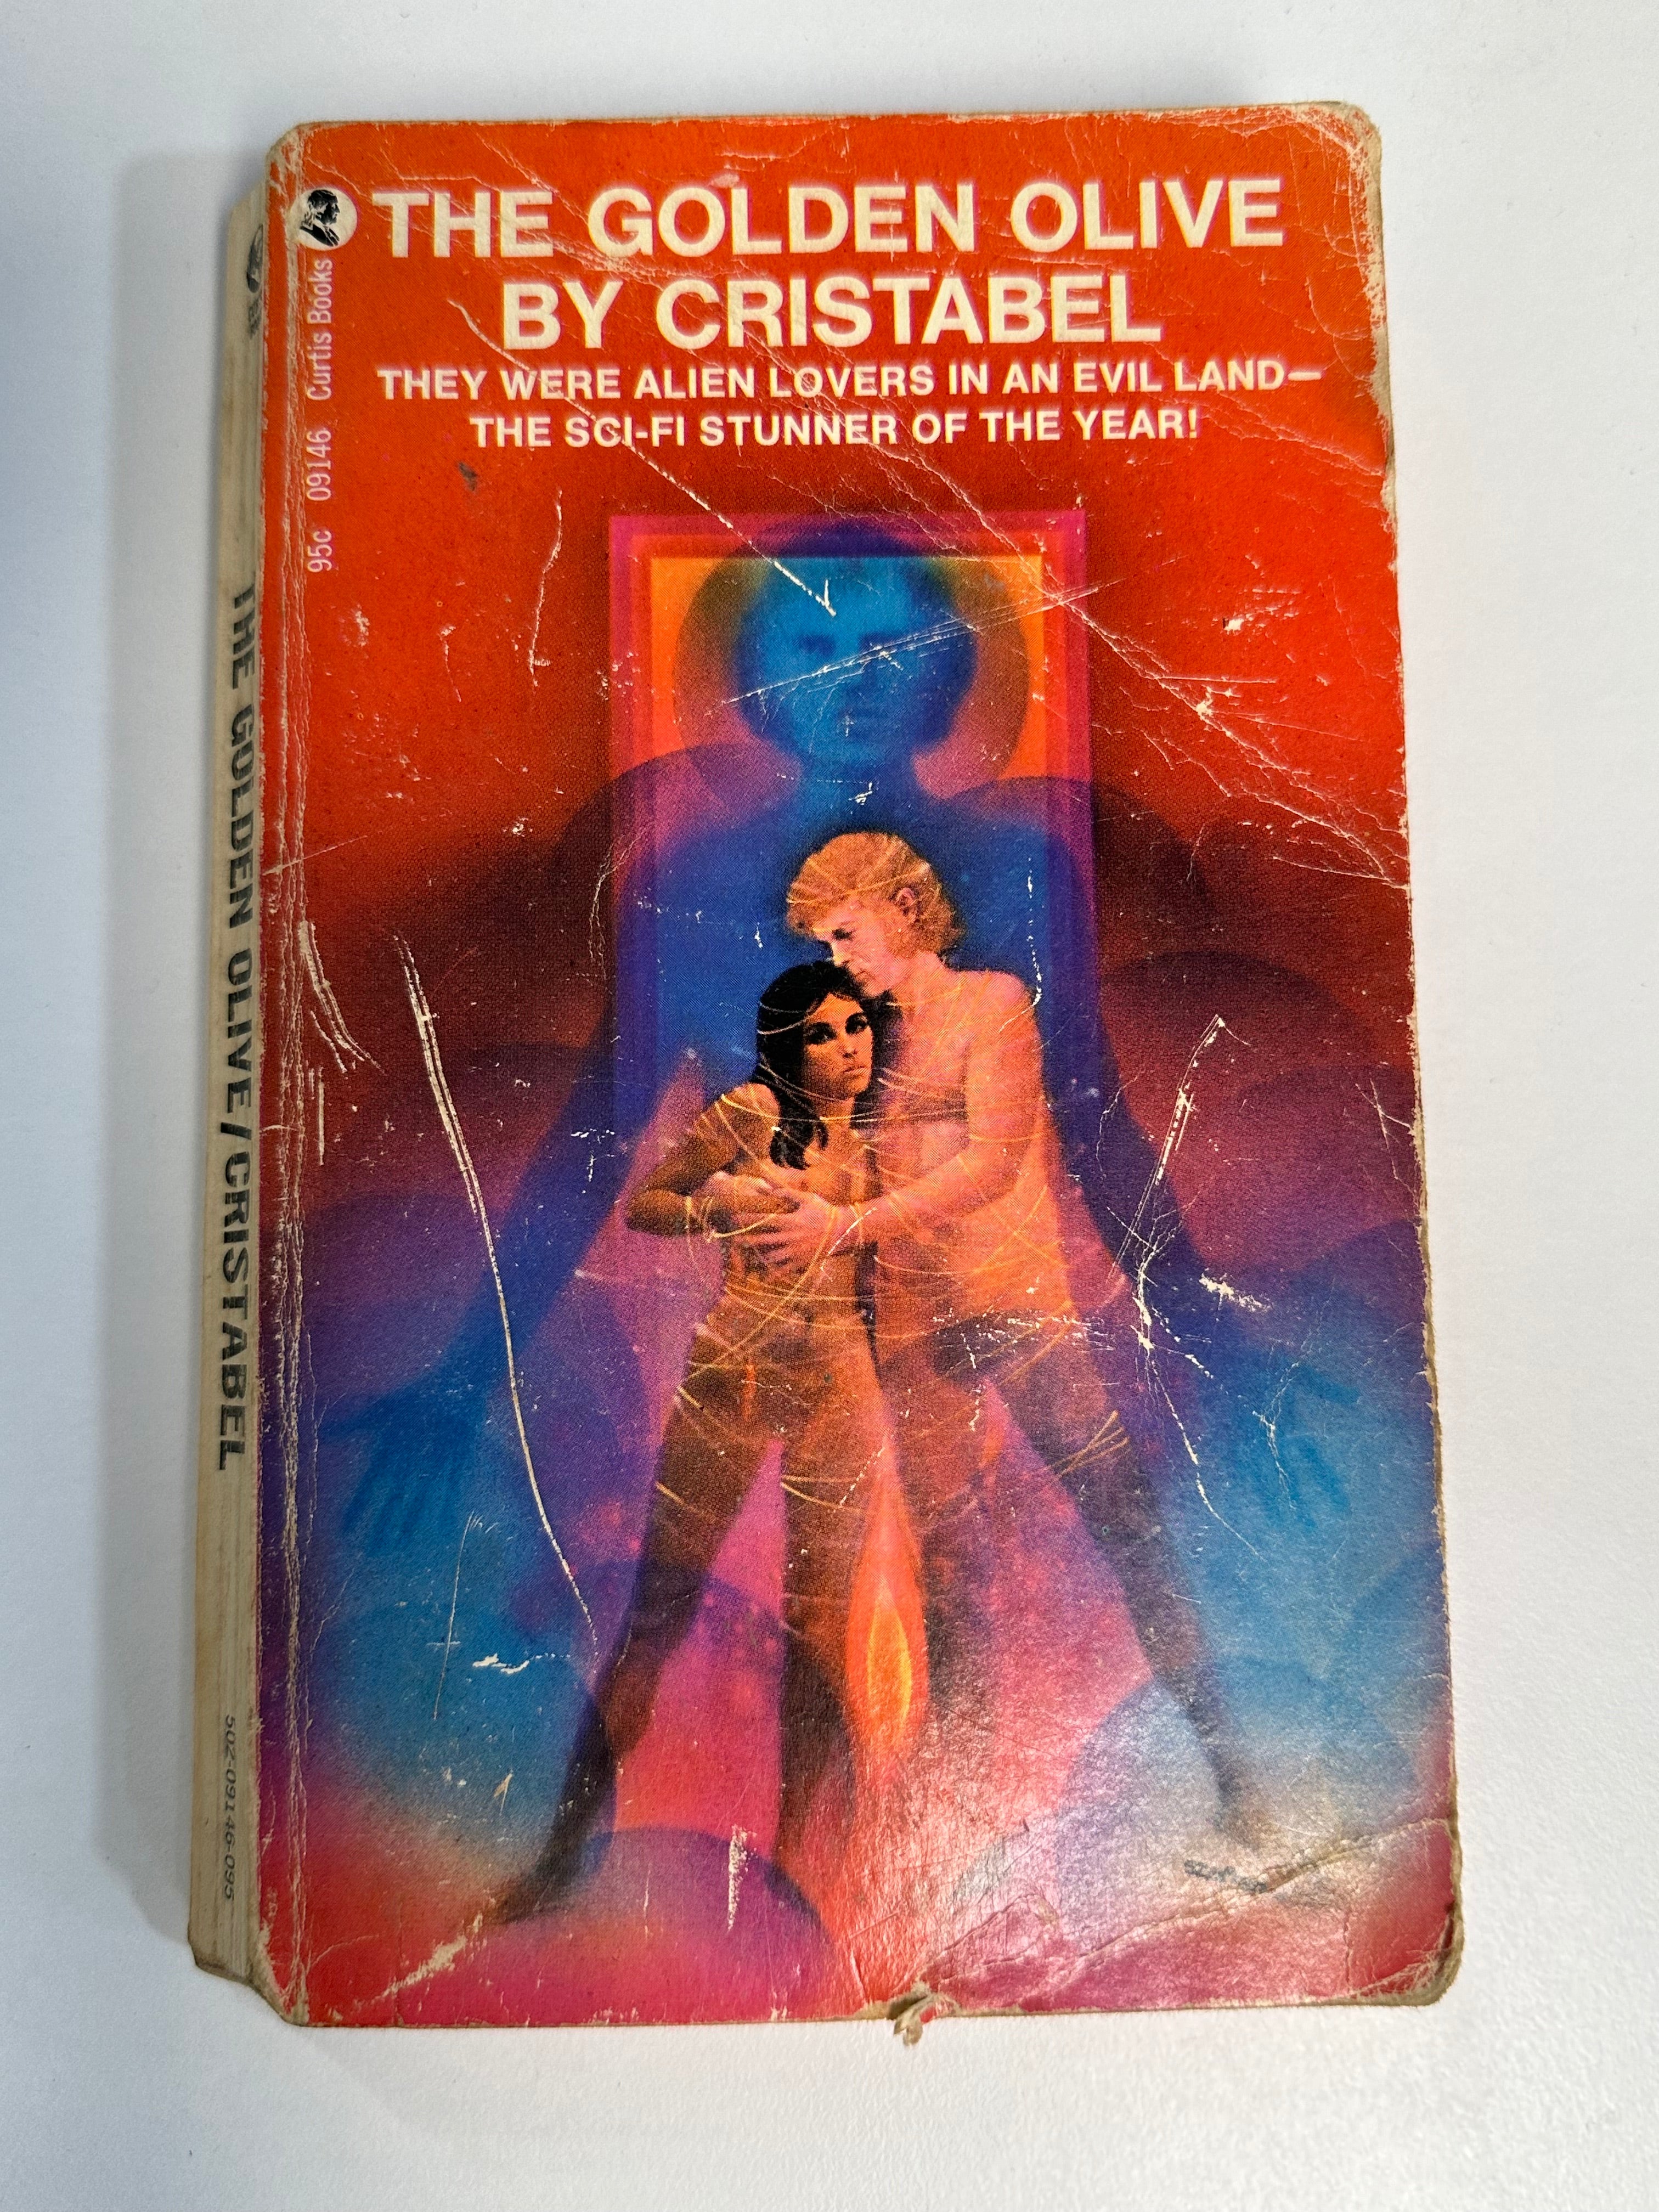 THE GOLDEN OLIVE
BY CRISTABEL
THEY WERE ALIEN LOVERS IN AN EVIL LAND—
THE SCI-FI STUNNER OF THE YEAR!
95c 09146 Curtis Books
THE GOLDEN OLIVE / CRISTABEL
502-09146-095